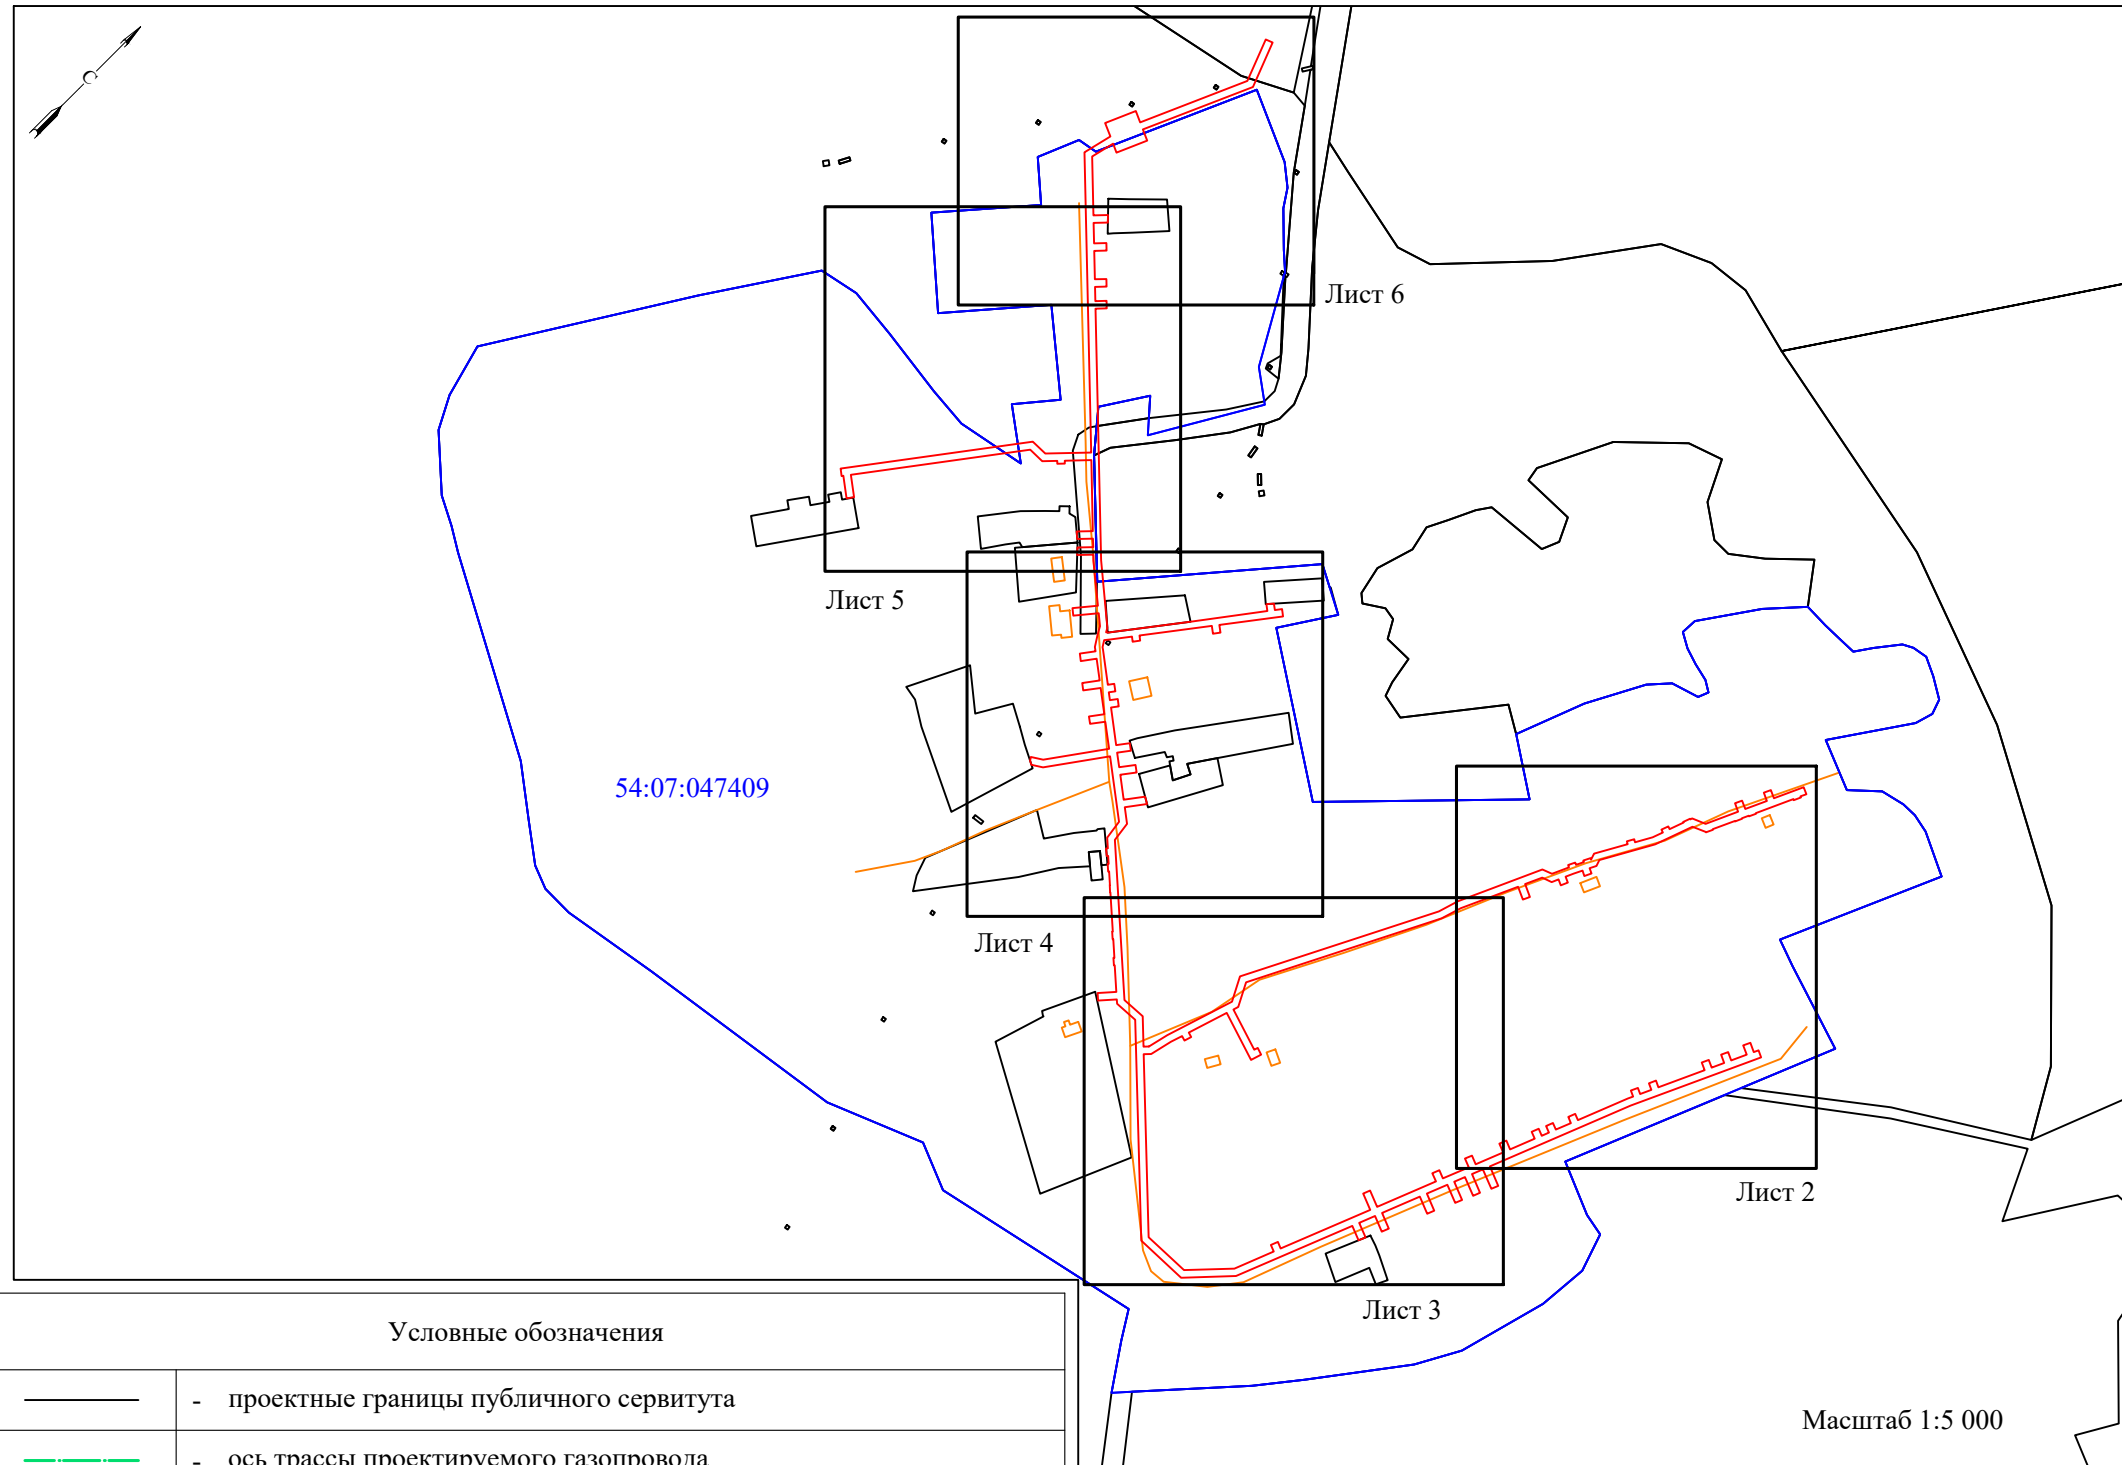 С
Лист 6
Лист 5
54:07:047409
Лист 4
Лист 2
Лист 3
Условные обозначения
- проектные границы публичного сервитута
- ось трассы проектируемого газопровода
Масштаб 1:5 000